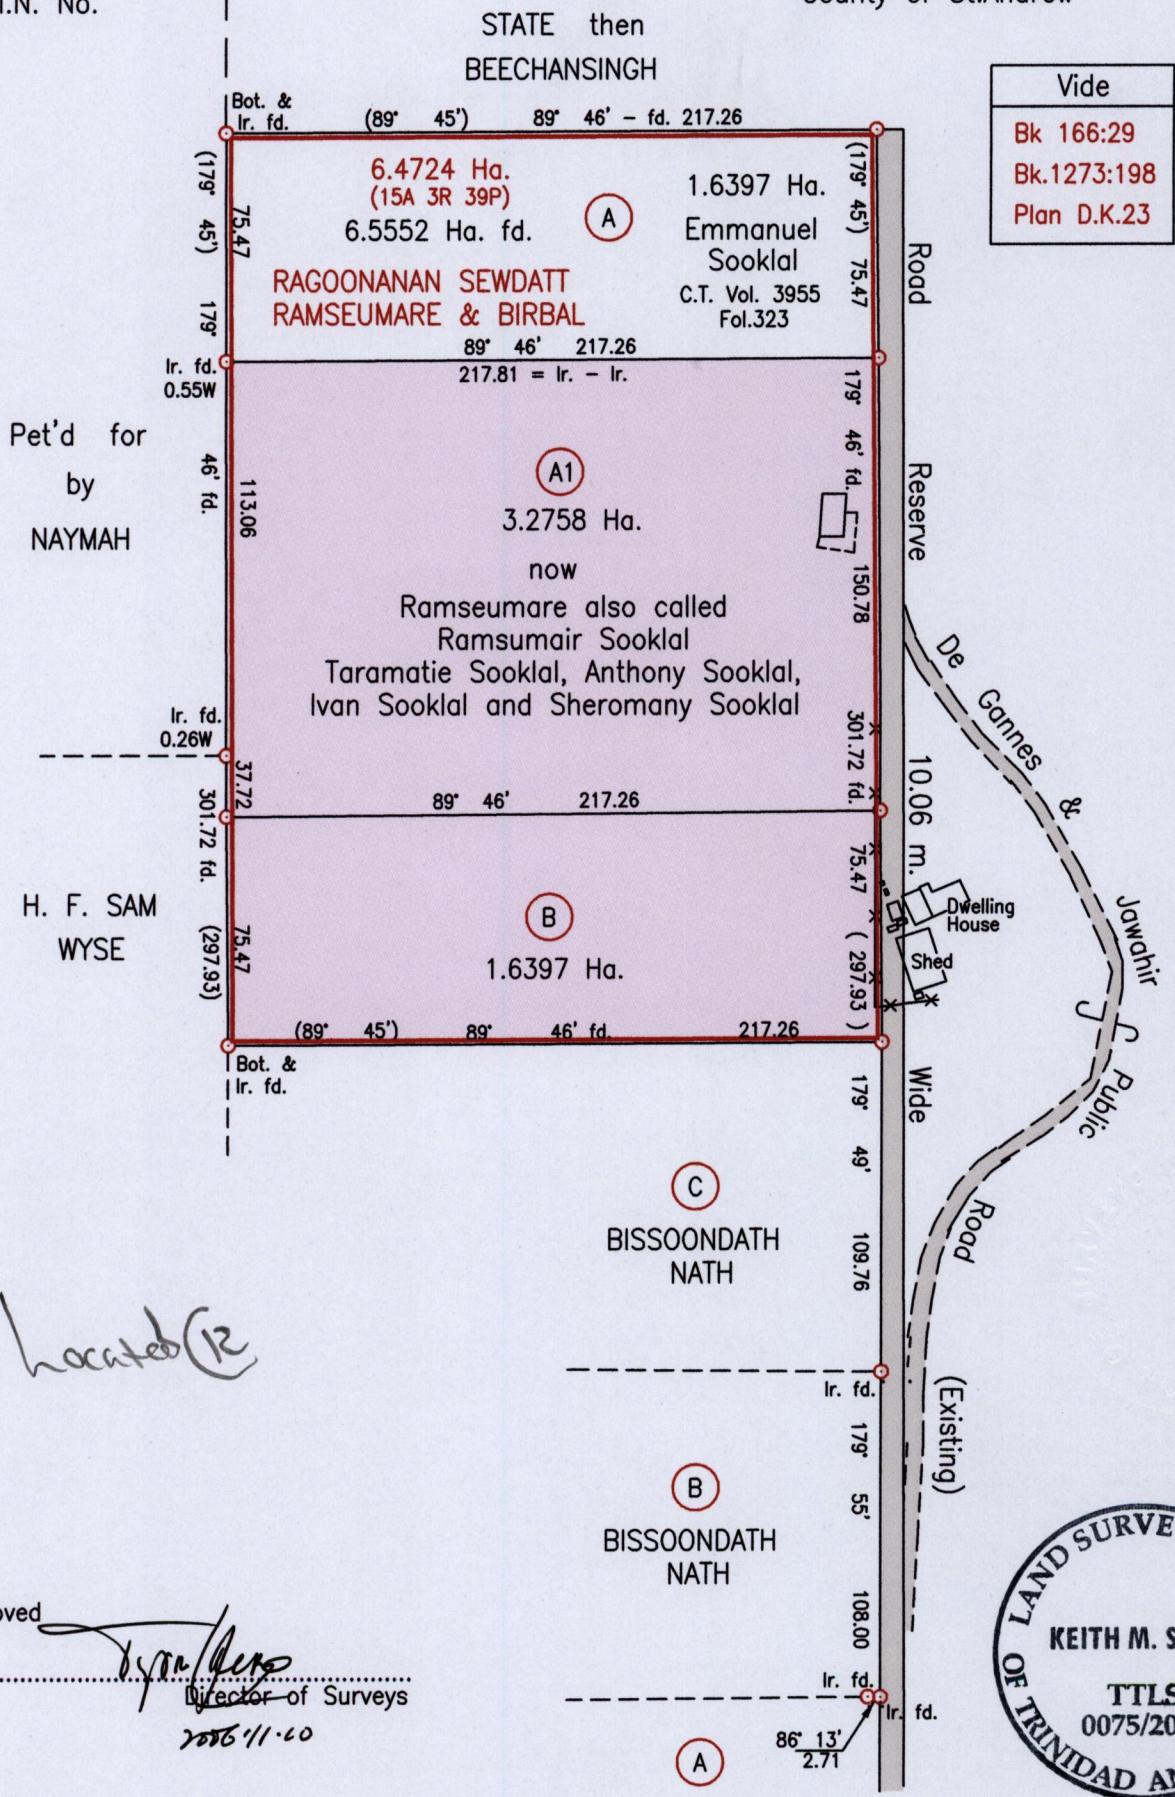 I.N. No.
STATE then
BEECHANSINGH
Vide
Bk 166:29
Bk.1273:198
Plan D.K.23
Bot. &
Ir. fd.
(89° 45') 89° 46' - fd. 217.26
(179° 45')
75.47
179°
6.4724 Ha.
(15A 3R 39P)
6.5552 Ha. fd.
A
RAGOONANAN SEWDATT
RAMSEUMARE & BIRBAL
1.6397 Ha.
Emmanuel
Sooklal
C.T. Vol. 3955
Fol.323
(179° 45') 75.47
89° 46' 217.26
217.81 = Ir. - Ir.
Ir. fd.
0.55W
Pet'd for
by
NAYMAH
46' fd.
113.06
A1
3.2758 Ha.
now
Ramseumare also called
Ramsumair Sooklal
Taramatie Sooklal, Anthony Sooklal,
Ivan Sooklal and Sheromany Sooklal
179° 46' fd.
150.78
301.72 fd.
Road Reserve 10.06 m. Wide
De Gannes & Jawahir Public Road (Existing)
Ir. fd.
0.26W
37.72
301.72 fd.
89° 46' 217.26
H. F. SAM
WYSE
75.47
(297.93)
B
1.6397 Ha.
75.47 (297.93)
Dwelling
House
Shed
(89° 45') 89° 46' fd. 217.26
Bot. &
Ir. fd.
179° 49' 109.76
C
BISSOONDATH
NATH
Located
Ir. fd.
179° 55' 108.00
B
BISSOONDATH
NATH
Ir. fd.
Ir. fd.
86° 13'
2.71
A
Director of Surveys
LAND SURVE
KEITH M. S
TTLS
0075/20
OF TRINIDAD AN